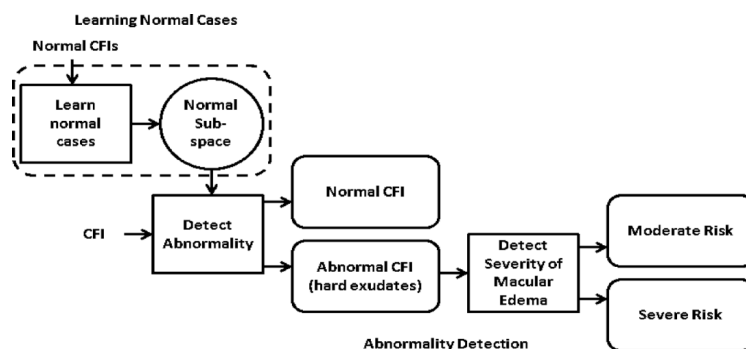 Learning Normal Cases
Normal CFIs
Learn
normal
cases
Normal
Sub-
space
Normal CFI
CFI
Detect
Abnormality
Abnormal CFI
(hard exudates)
Detect
Severity of
Macular
Edema
Moderate Risk
Severe Risk
Abnormality Detection